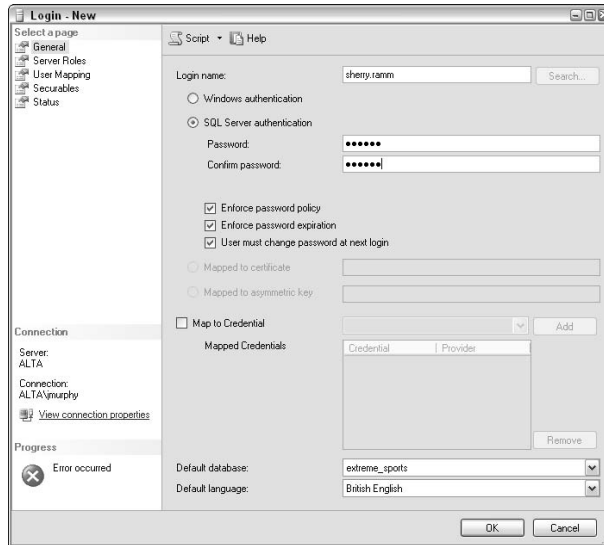 Login - New
Select a page
General
Server Roles
User Mapping
Securables
Status
Script
Help
Login name:
sherry.ramm
Search...
Windows authentication
SQL Server authentication
Password:
●●●●●●
Confirm password:
●●●●●●
Enforce password policy
Enforce password expiration
User must change password at next login
Mapped to certificate
Mapped to asymmetric key
Map to Credential
Add
Mapped Credentials
Credential
Provider
Remove
Default database:
extreme_sports
Default language:
British English
Connection
Server:
ALTA
Connection:
ALTA\jmurphy
View connection properties
Progress
Error occurred
OK
Cancel